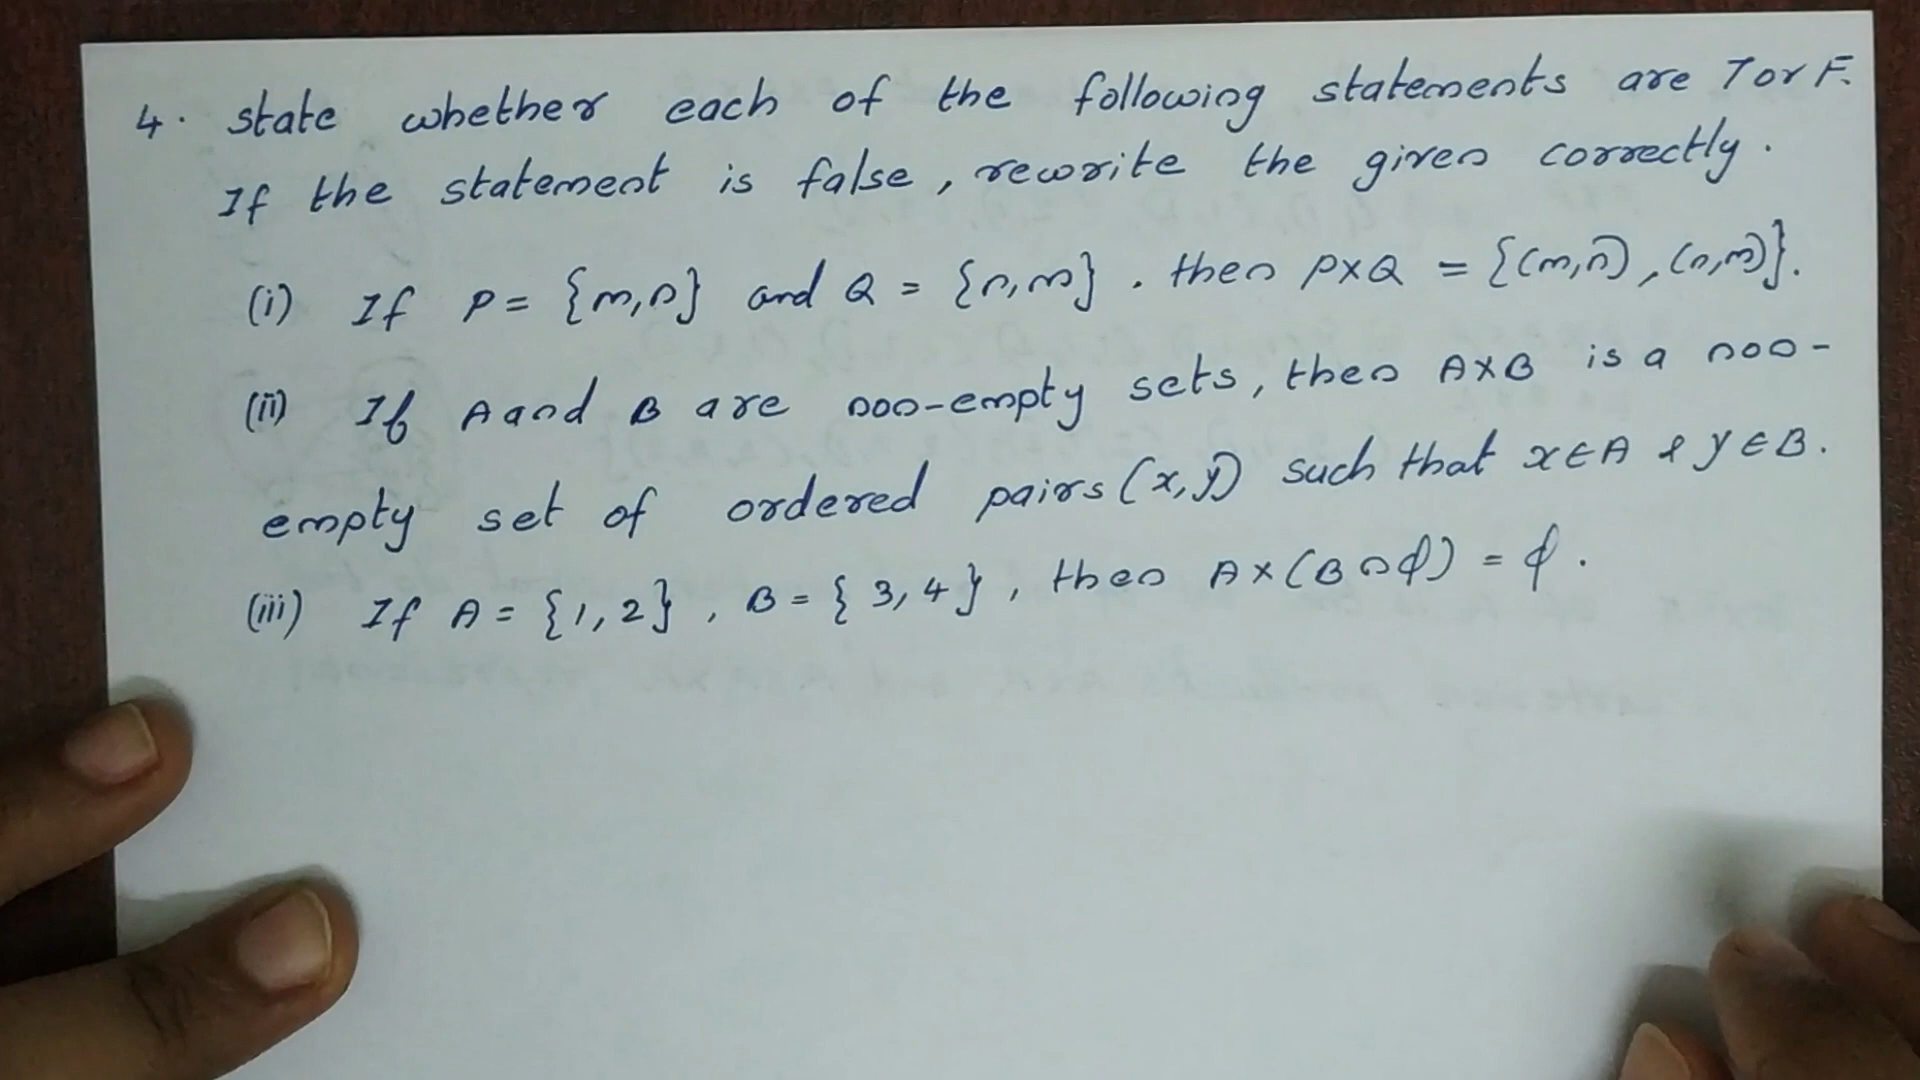 4. state whether each of the following statements are T or F.
If the statement is false, rewrite the given correctly.
(i) If P = {m,n} and Q = {n,m}. then P×Q = {(m,n), (n,m)}.
(ii) If A and B are non-empty sets, then A×B is a non-
empty set of ordered pairs (x,y) such that x∈A & y∈B.
(iii) If A = {1,2}, B = {3,4}, then A×(B∩ϕ) = ϕ.